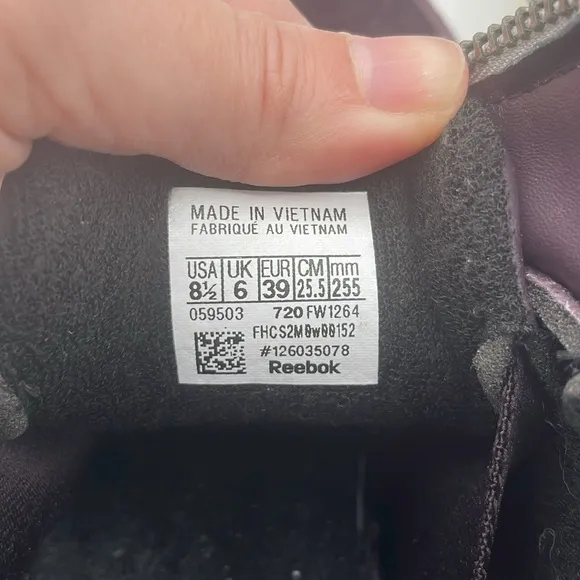 MADE IN VIETNAM
FABRIQUÉ AU VIETNAM
USA UK EUR CM mm
8½ 6 39 25.5 255
059503 720 FW1264
FHCS2M0w00152
#126035078
Reebok